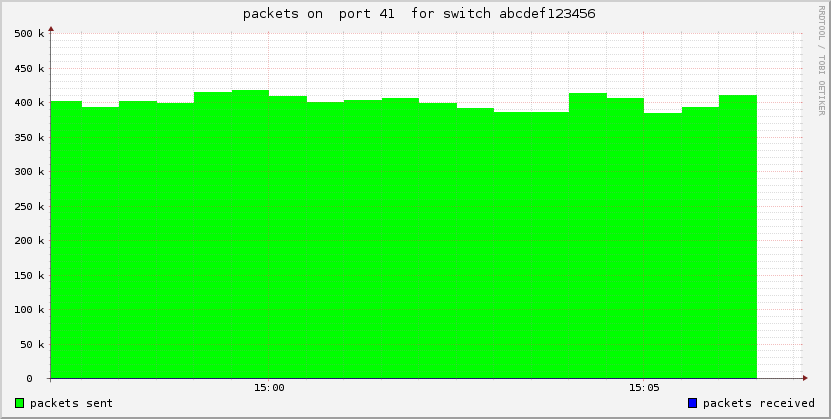 packets on  port 41  for switch abcdef123456
RRDTOOL / TOBI OETIKER
500 k
450 k
400 k
350 k
300 k
250 k
200 k
150 k
100 k
50 k
0
15:00
15:05
packets sent
packets received